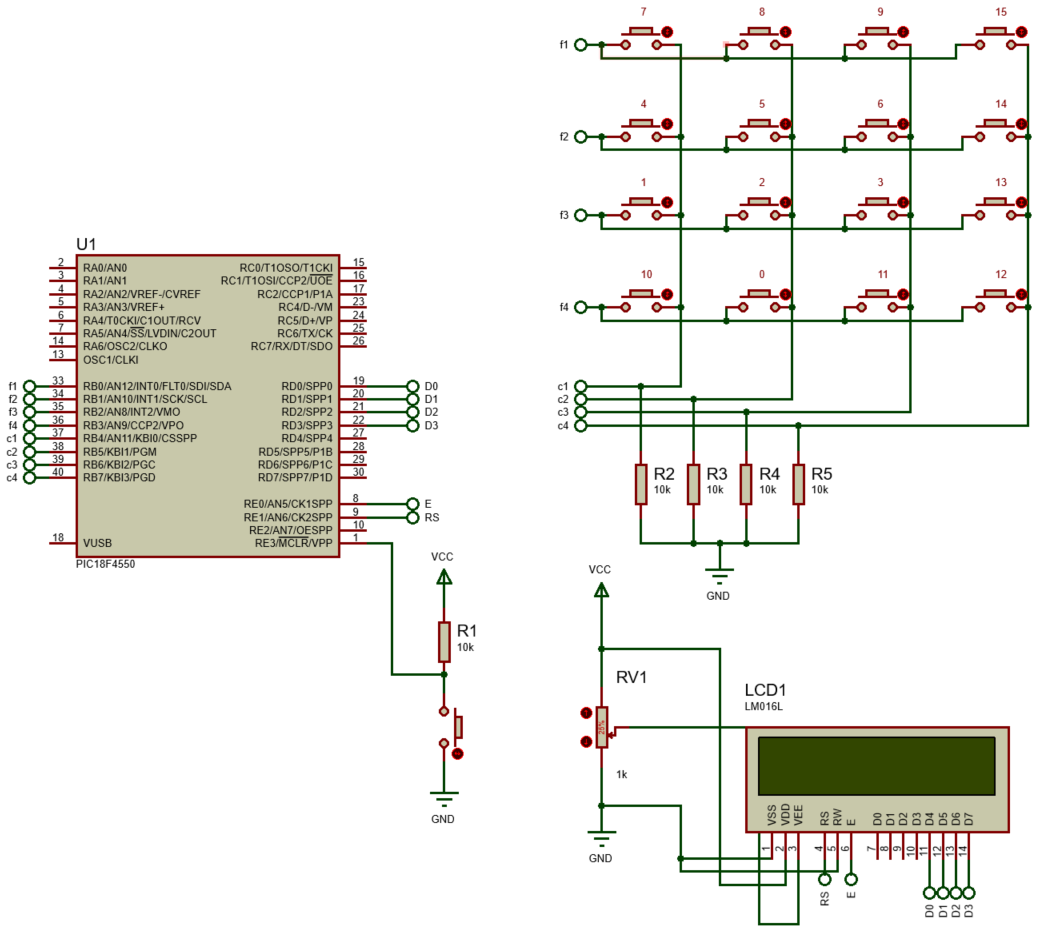 U1
2 RA0/AN0 RC0/T1OSO/T1CKI 15
3 RA1/AN1 RC1/T1OSI/CCP2/UOE 16
4 RA2/AN2/VREF-/CVREF RC2/CCP1/P1A 17
5 RA3/AN3/VREF+ RC4/D-/VM 23
6 RA4/T0CKI/C1OUT/RCV RC5/D+/VP 24
7 RA5/AN4/SS/LVDIN/C2OUT RC6/TX/CK 25
14 RA6/OSC2/CLKO RC7/RX/DT/SDO 26
13 OSC1/CLKI
f1 33 RB0/AN12/INT0/FLT0/SDI/SDA RD0/SPP0 19 D0
f2 34 RB1/AN10/INT1/SCK/SCL RD1/SPP1 20 D1
f3 35 RB2/AN8/INT2/VMO RD2/SPP2 21 D2
f4 36 RB3/AN9/CCP2/VPO RD3/SPP3 22 D3
c1 37 RB4/AN11/KBI0/CSSPP RD4/SPP4 27
c2 38 RB5/KBI1/PGM RD5/SPP5/P1B 28
c3 39 RB6/KBI2/PGC RD6/SPP6/P1C 29
c4 40 RB7/KBI3/PGD RD7/SPP7/P1D 30
RE0/AN5/CK1SPP 8 E
RE1/AN6/CK2SPP 9 RS
RE2/AN7/OESPP 10
18 VUSB RE3/MCLR/VPP 1
PIC18F4550
VCC
R1
10k
GND
7 8 9 15
f1
4 5 6 14
f2
1 2 3 13
f3
10 0 11 12
f4
c1
c2
c3
c4
R2 R3 R4 R5
10k 10k 10k 10k
GND
VCC
RV1
1k
GND
LCD1
LM016L
VSS VDD VEE RS RW E D0 D1 D2 D3 D4 D5 D6 D7
1 2 3 4 5 6 7 8 9 10 11 12 13 14
RS E D0 D1 D2 D3